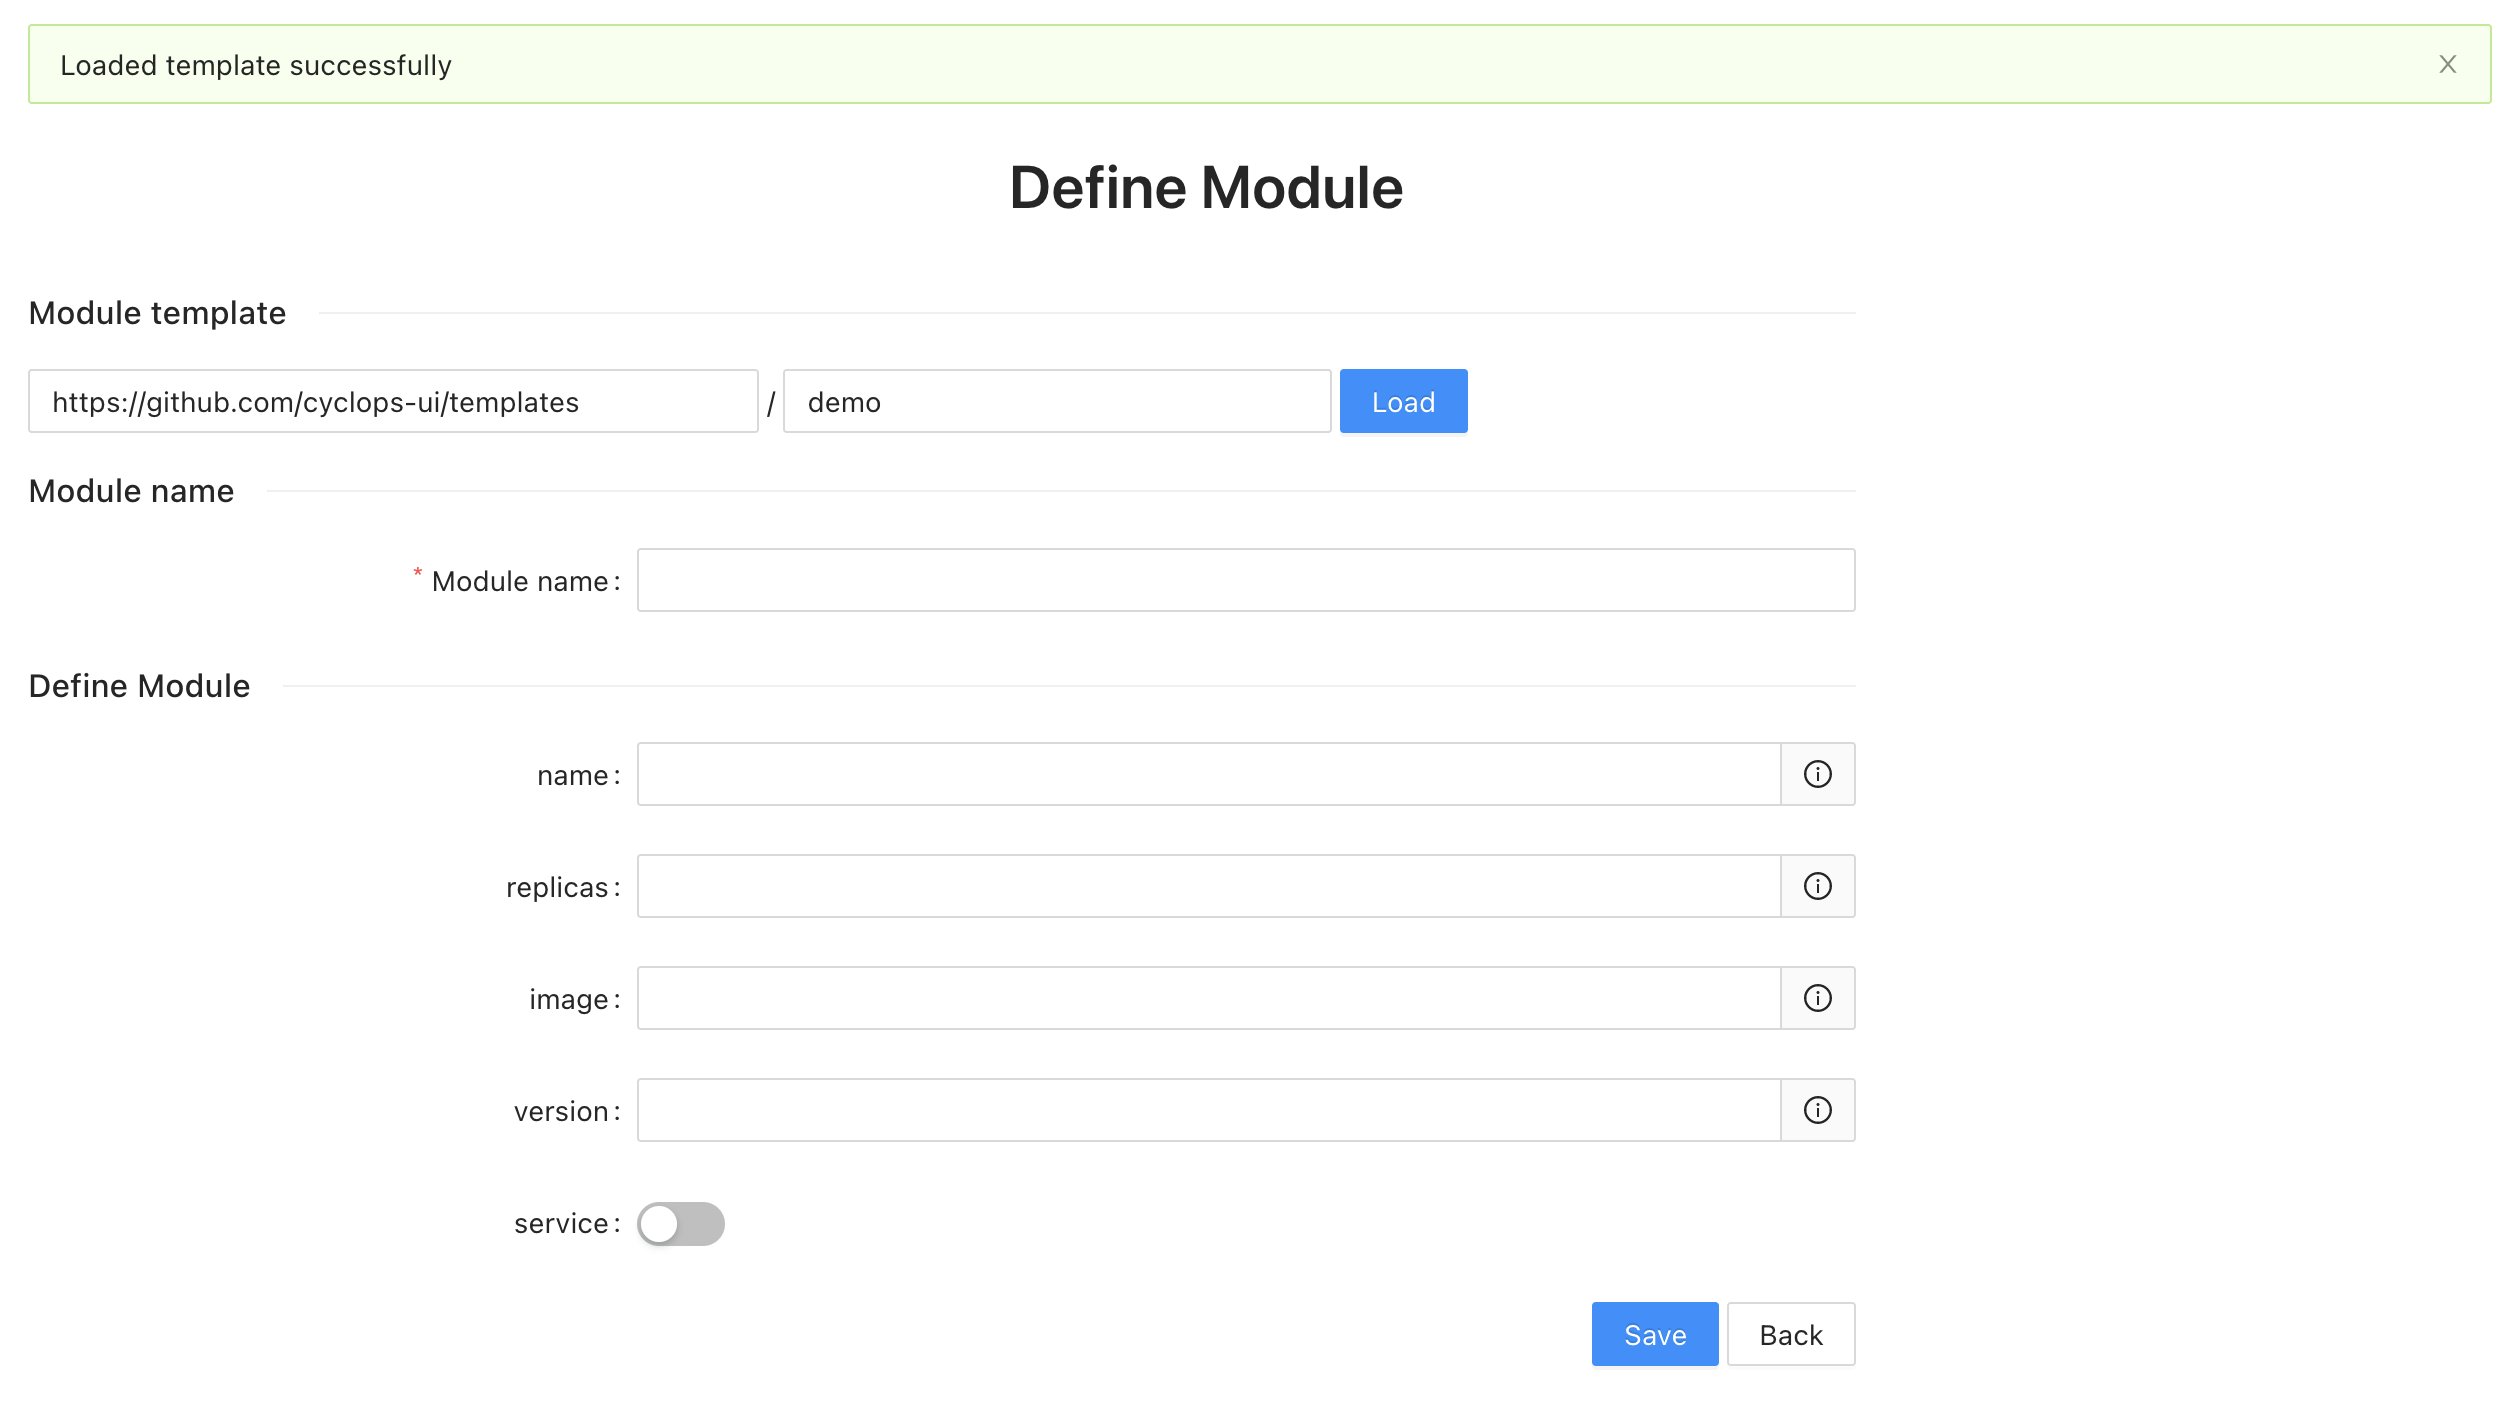 Loaded template successfully
Define Module
Module template
https://github.com/cyclops-ui/templates / demo Load
Module name
* Module name:
Define Module
name:
replicas:
image:
version:
service:
Save Back